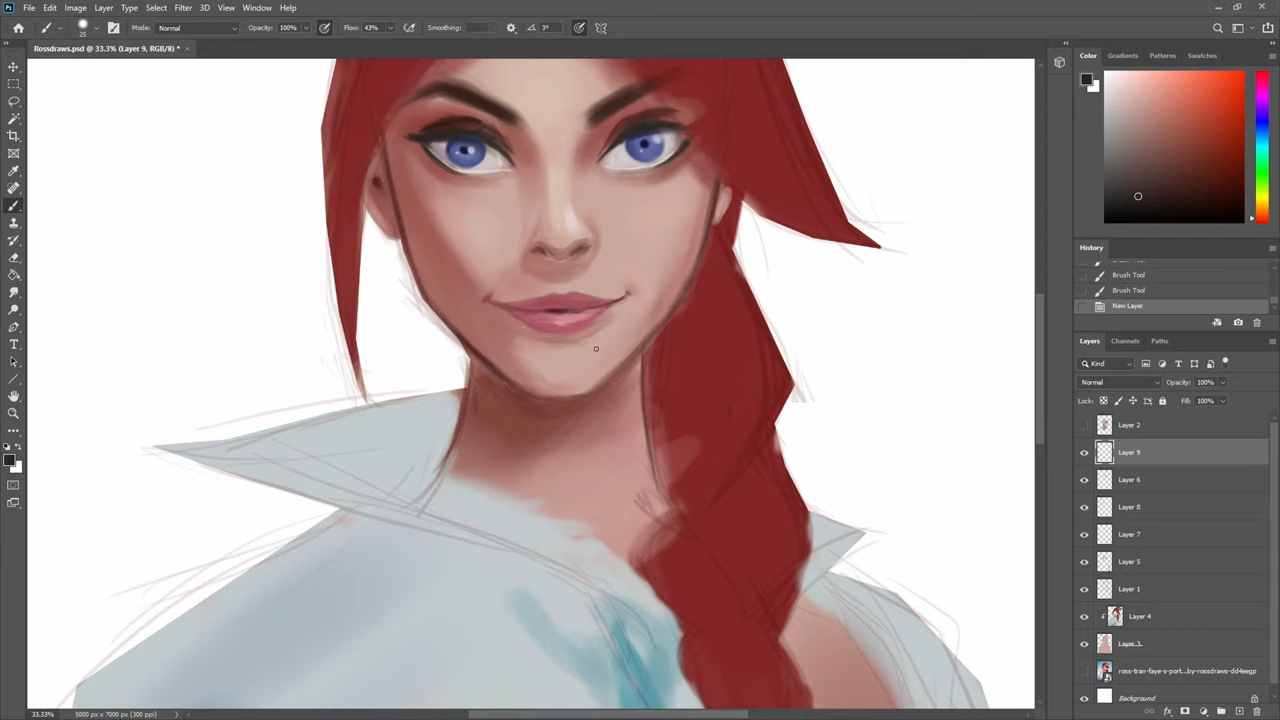 File Edit Image Layer Type Select Filter 3D View Window Help
25 Mode: Normal Opacity: 100% Flow: 43% Smoothing: 3°
Rossdraws.psd @ 33.3% (Layer 9, RGB/8) * ×
Color Gradients Patterns Swatches
History
Brush Tool
Brush Tool
New Layer
Layers Channels Paths
Kind
Normal Opacity: 100%
Lock: Fill: 100%
Layer 2
Layer 9
Layer 6
Layer 8
Layer 7
Layer 5
Layer 1
Layer 4
Layer 3
ross-tran-faye-s-port...by-rossdraws-dd4eegp
Background
33.33% 5000 px x 7000 px (300 ppi)